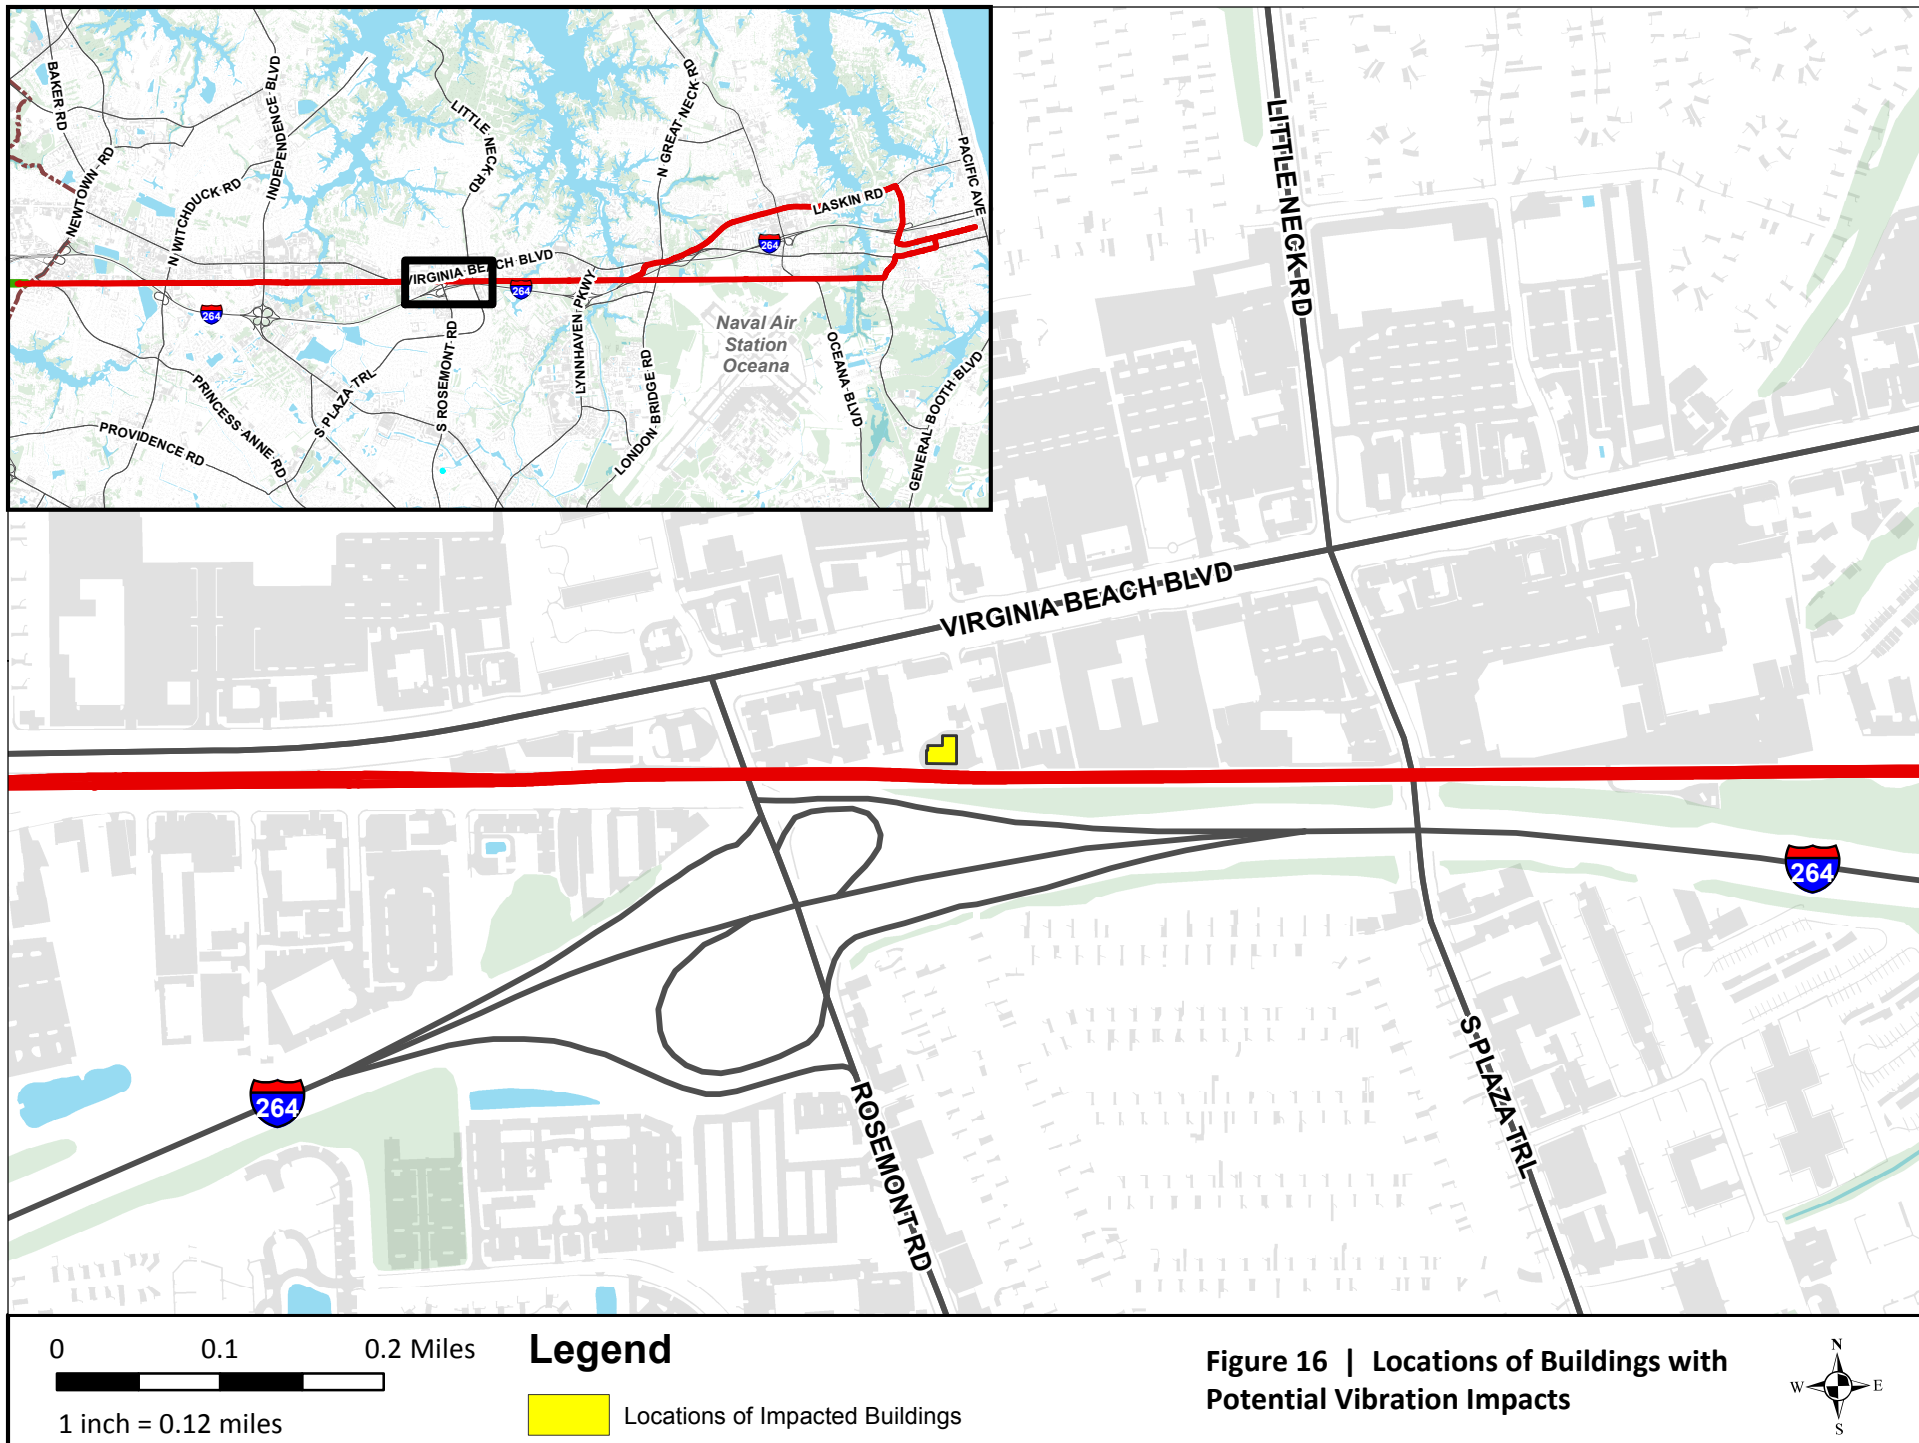 BAKER RD
NEWTOWN RD
N WITCHDUCK RD
INDEPENDENCE BLVD
LITTLE NECK RD
N GREAT NECK RD
PACIFIC AVE
LASKIN RD
264
VIRGINIA BEACH BLVD
264
264
LYNNHAVEN PKWY
Naval Air
Station
Oceana
S ROSEMONT RD
S PLAZA TRL
PRINCESS ANNE RD
PROVIDENCE RD
LONDON BRIDGE RD
OCEANA BLVD
GENERAL BOOTH BLVD
LITTLE NECK RD
VIRGINIA BEACH BLVD
264
264
ROSEMONT RD
S PLAZA TRL
0 0.1 0.2 Miles
1 inch = 0.12 miles
Legend
Locations of Impacted Buildings
Figure 16 | Locations of Buildings with
Potential Vibration Impacts
N
W E
S